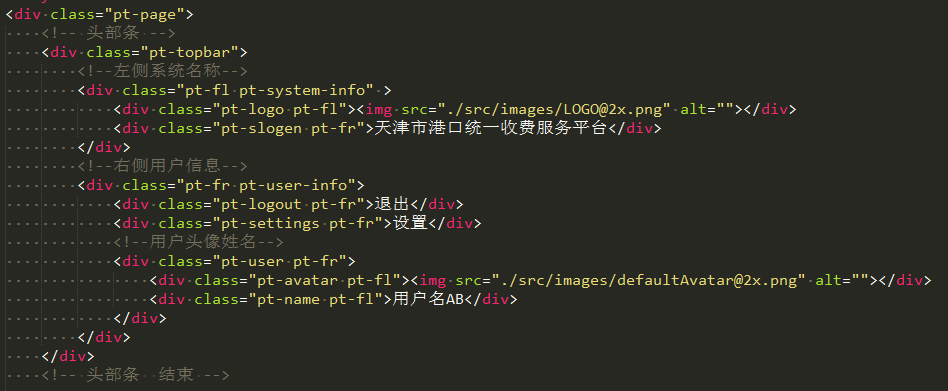 <div class="pt-page">
    <!-- 头部条 -->
    <div class="pt-topbar">
        <!--左侧系统名称-->
        <div class="pt-fl pt-system-info" >
            <div class="pt-logo pt-fl"><img src="./src/images/LOGO@2x.png" alt=""></div>
            <div class="pt-slogen pt-fr">天津市港口统一收费服务平台</div>
        </div>
        <!--右侧用户信息-->
        <div class="pt-fr pt-user-info">
            <div class="pt-logout pt-fr">退出</div>
            <div class="pt-settings pt-fr">设置</div>
            <!--用户头像姓名-->
            <div class="pt-user pt-fr">
                <div class="pt-avatar pt-fl"><img src="./src/images/defaultAvatar@2x.png" alt=""></div>
                <div class="pt-name pt-fl">用户名AB</div>
            </div>
        </div>
    </div>
    <!-- 头部条  结束 -->